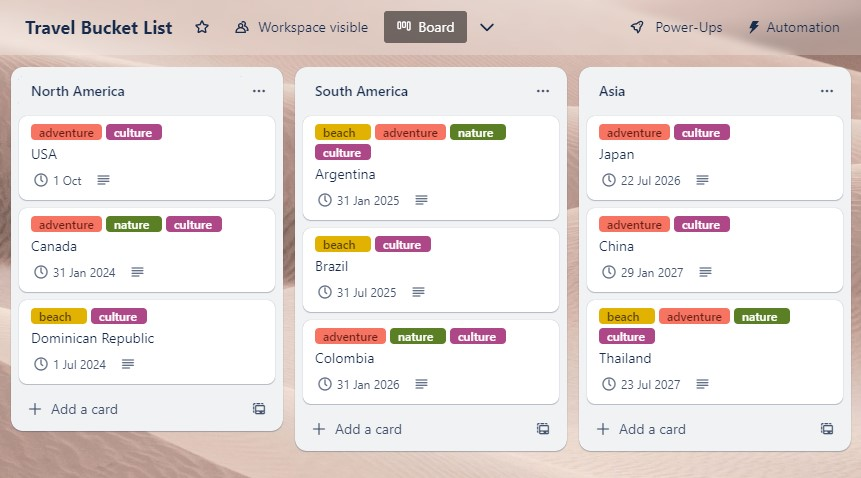 Travel Bucket List Workspace visible Board Power-Ups Automation
North America
adventure culture
USA
1 Oct
adventure nature culture
Canada
31 Jan 2024
beach culture
Dominican Republic
1 Jul 2024
Add a card
South America
beach adventure nature
culture
Argentina
31 Jan 2025
beach culture
Brazil
31 Jul 2025
adventure nature culture
Colombia
31 Jan 2026
Add a card
Asia
adventure culture
Japan
22 Jul 2026
adventure culture
China
29 Jan 2027
beach adventure nature
culture
Thailand
23 Jul 2027
Add a card